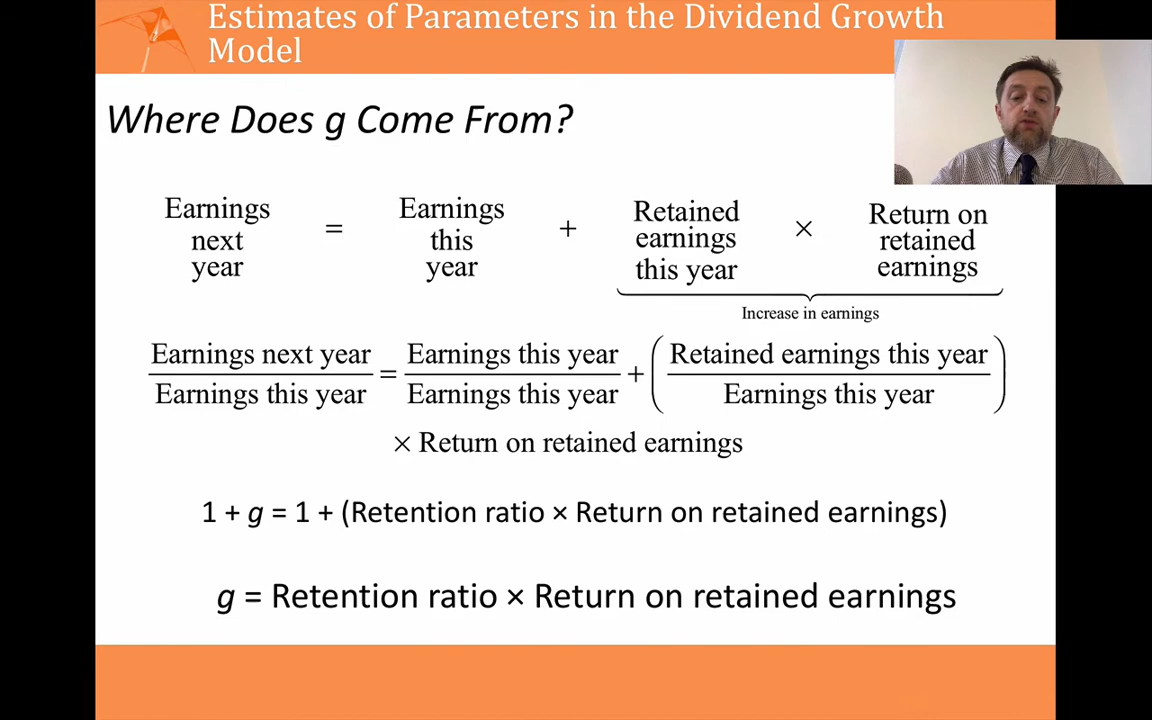 Estimates of Parameters in the Dividend Growth
Model
Where Does g Come From?
Earnings next year = Earnings this year + Retained earnings this year × Return on retained earnings
Increase in earnings
Earnings next year / Earnings this year = Earnings this year / Earnings this year + (Retained earnings this year / Earnings this year)
× Return on retained earnings
1 + g = 1 + (Retention ratio × Return on retained earnings)
g = Retention ratio × Return on retained earnings